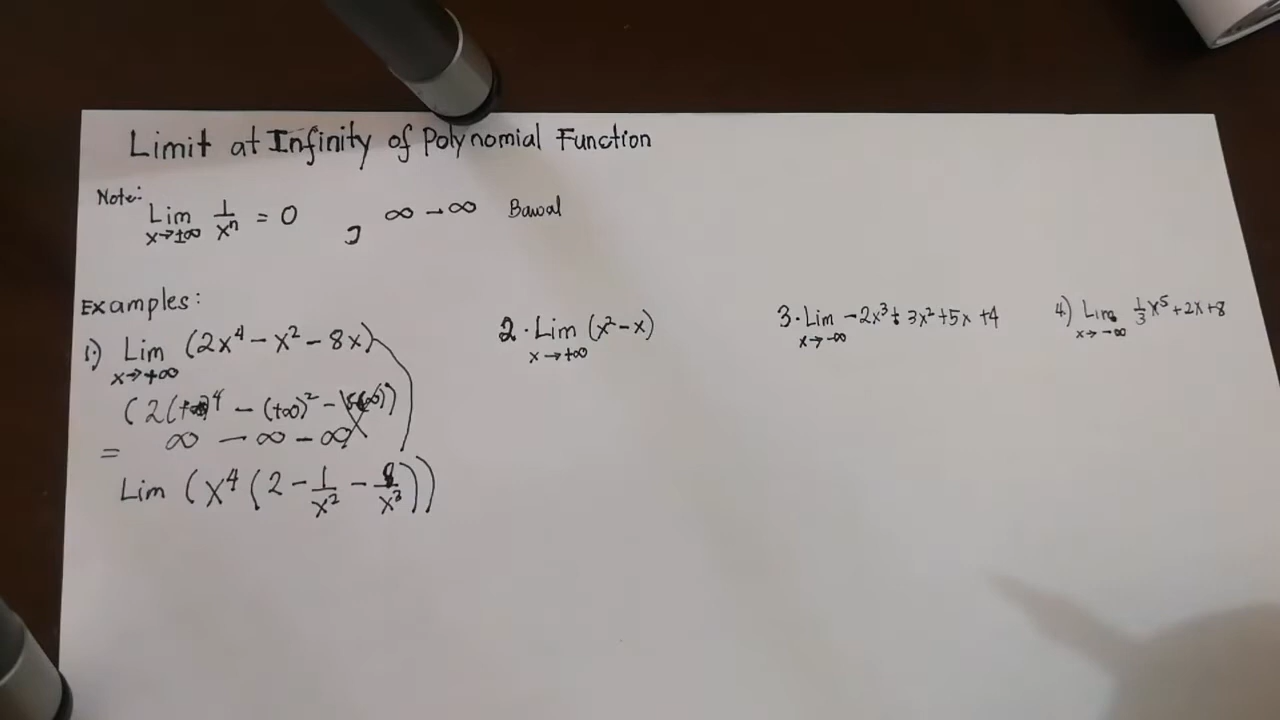 Limit at Infinity of Polynomial Function
Note:
Lim 1/xⁿ = 0 , ∞ - ∞ Bawal
x→±∞
Examples:
1.) Lim (2x⁴ - x² - 8x)
x→+∞
(2(+∞)⁴ - (+∞)² - 8(∞))
∞ - ∞ - ∞
=
Lim (x⁴(2 - 1/x² - 8/x³))
2. Lim (x² - x)
x→+∞
3. Lim -2x³ + 3x² + 5x + 4
x→-∞
4.) Lim 1/3 x⁵ + 2x + 8
x→-∞